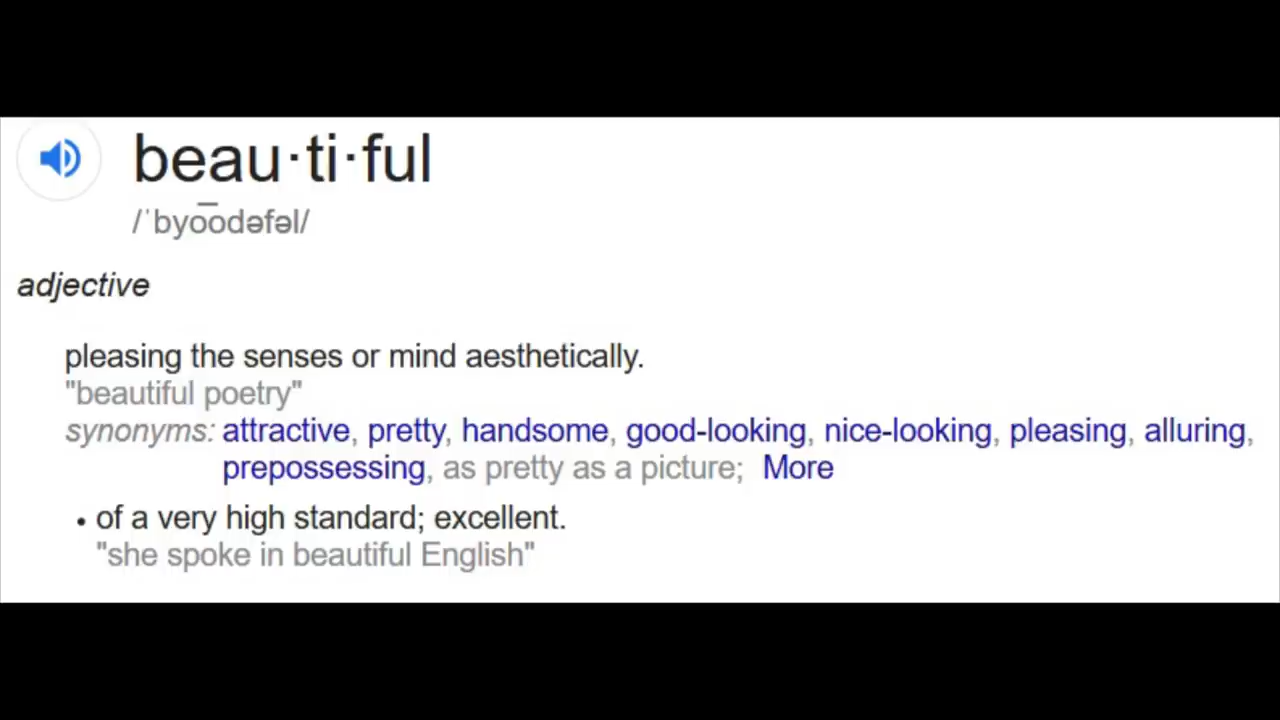 beau·ti·ful
/ˈbyo͞odəfəl/
adjective
pleasing the senses or mind aesthetically.
"beautiful poetry"
synonyms: attractive, pretty, handsome, good-looking, nice-looking, pleasing, alluring,
prepossessing, as pretty as a picture; More
• of a very high standard; excellent.
"she spoke in beautiful English"